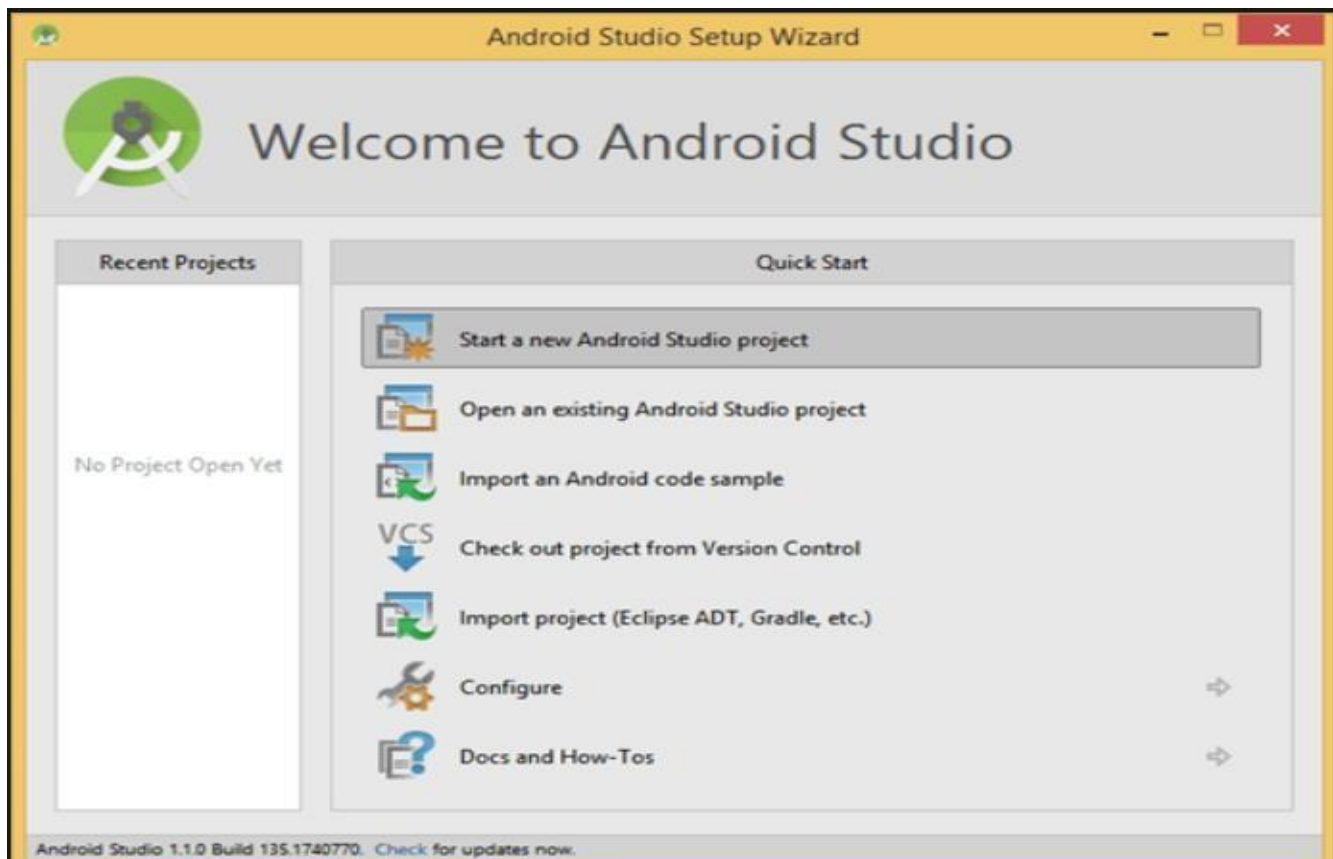 Android Studio Setup Wizard
Welcome to Android Studio
Recent Projects
No Project Open Yet
Quick Start
Start a new Android Studio project
Open an existing Android Studio project
Import an Android code sample
VCS
Check out project from Version Control
Import project (Eclipse ADT, Gradle, etc.)
Configure
Docs and How-Tos
Android Studio 1.1.0 Build 135.1740770. Check for updates now.